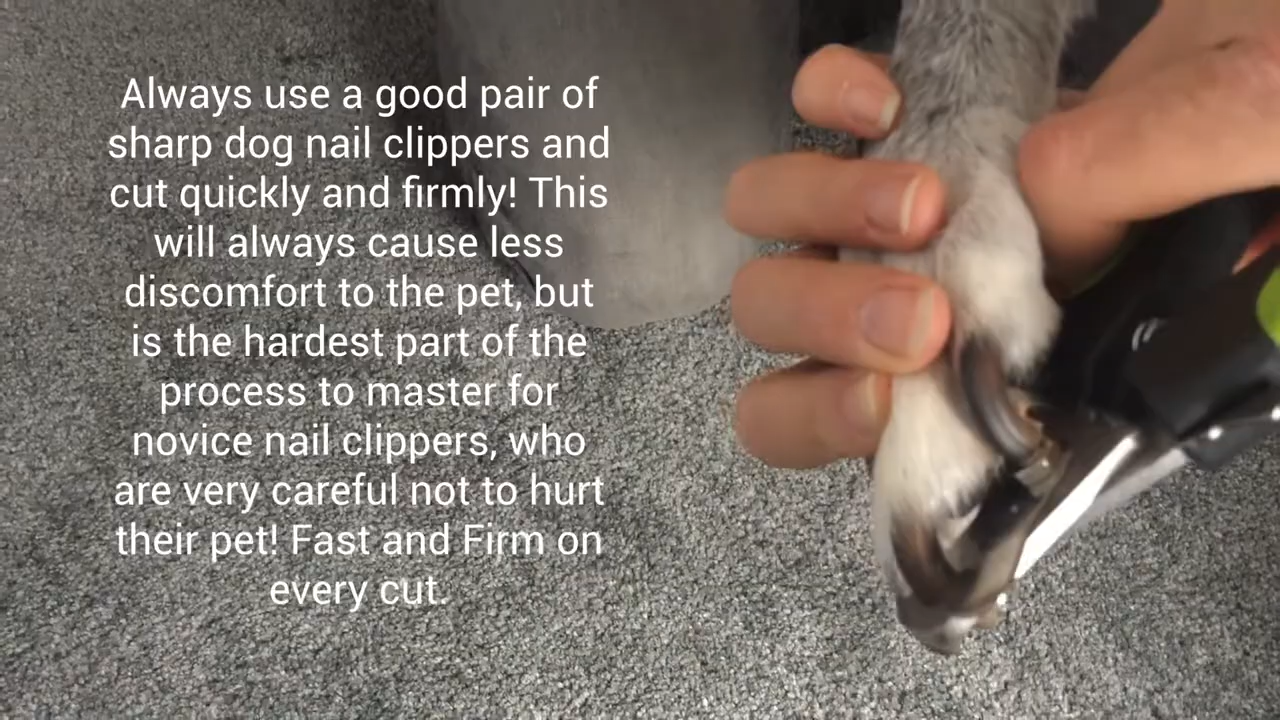 Always use a good pair of
sharp dog nail clippers and
cut quickly and firmly! This
will always cause less
discomfort to the pet, but
is the hardest part of the
process to master for
novice nail clippers, who
are very careful not to hurt
their pet! Fast and Firm on
every cut.